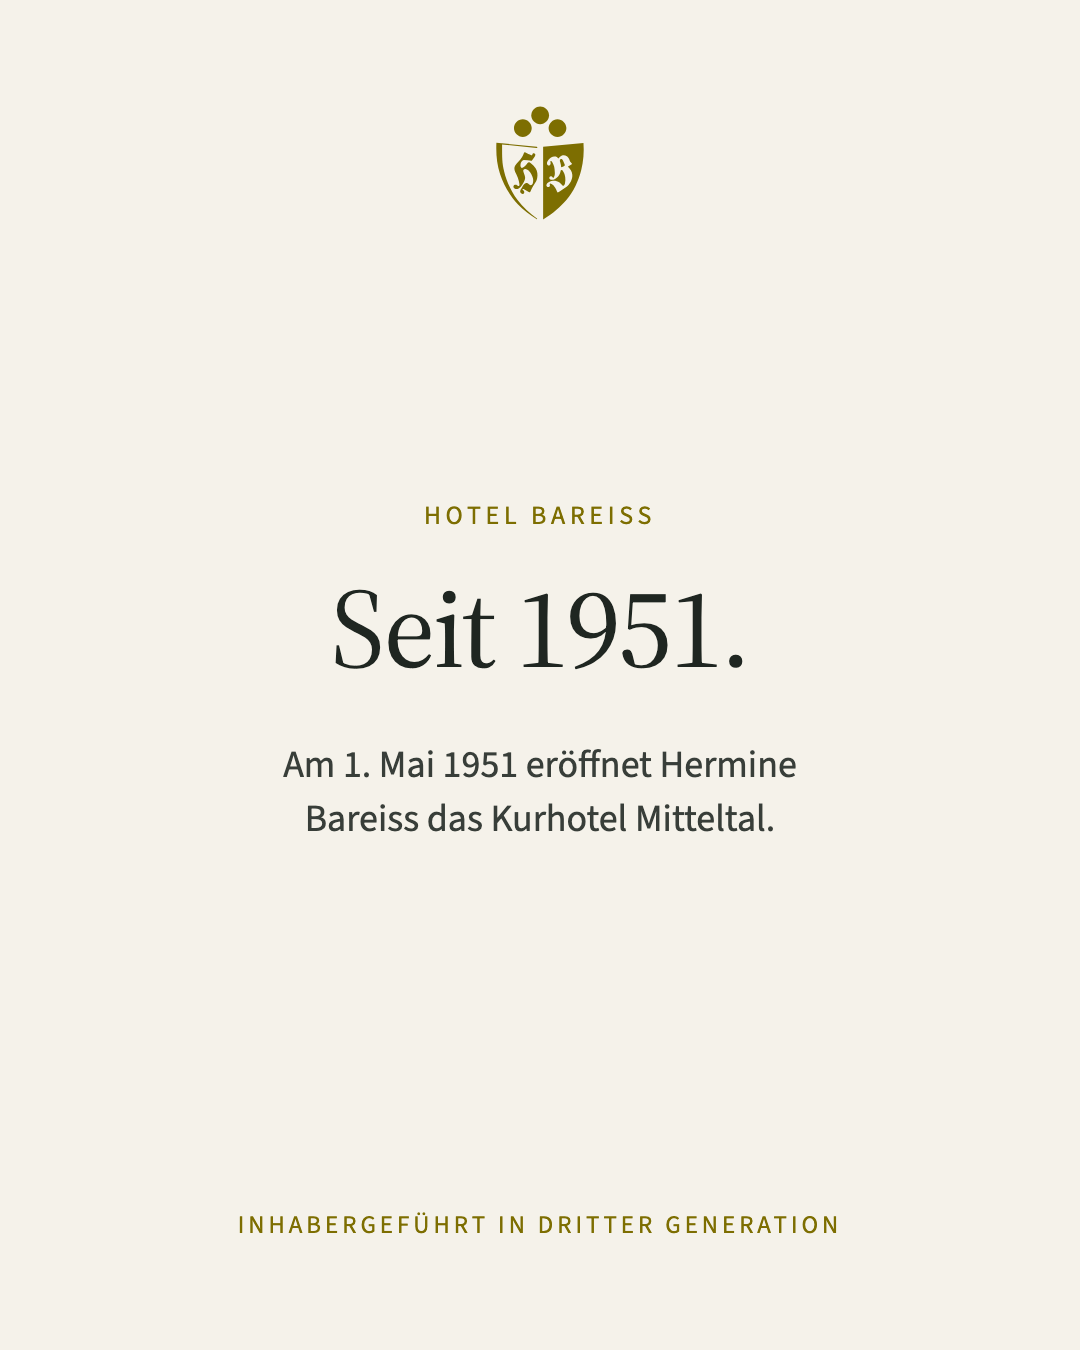 HB
HOTEL BAREISS
Seit 1951.
Am 1. Mai 1951 eröffnet Hermine
Bareiss das Kurhotel Mitteltal.
INHABERGEFÜHRT IN DRITTER GENERATION